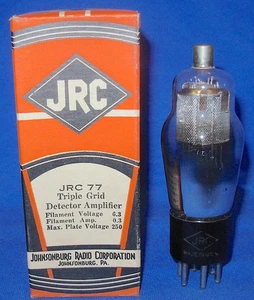 JRC
JRC 77
Triple Grid
Detector Amplifier
Filament Voltage 6.3
Filament Amp. 0.3
Max. Plate Voltage 250
JOHNSONBURG RADIO CORPORATION
JOHNSONBURG, PA.
JRC